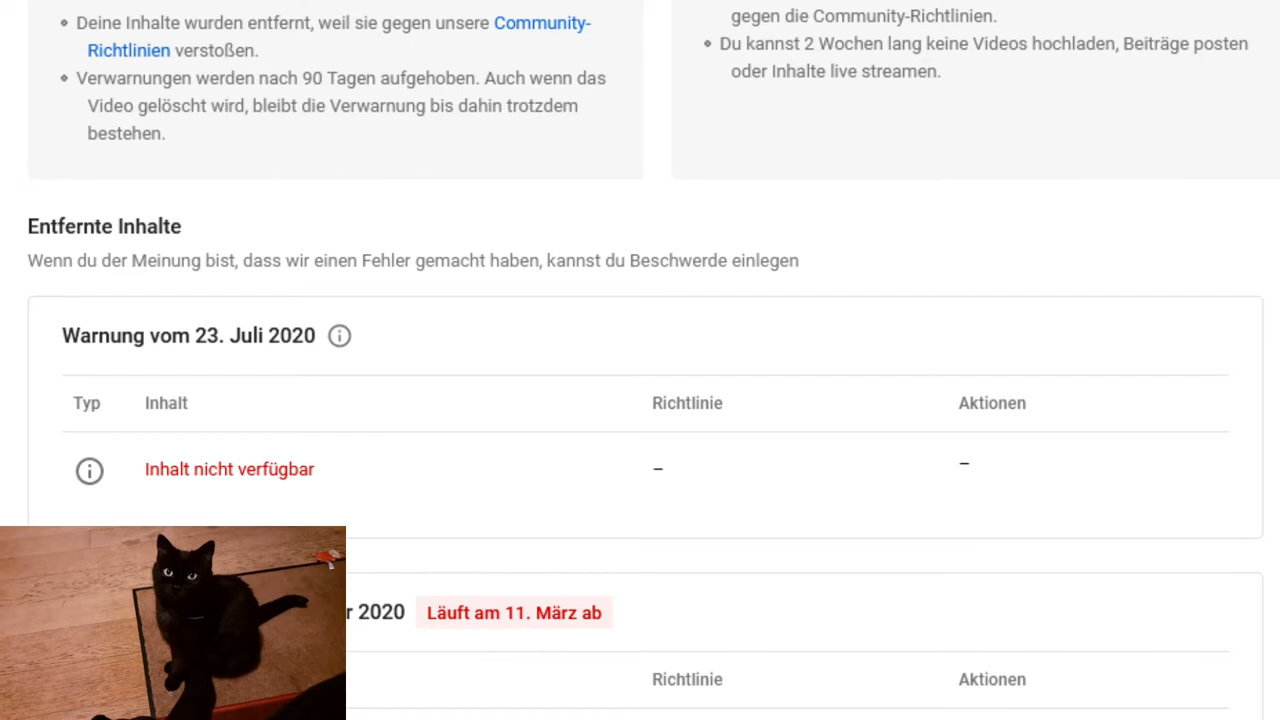 Deine Inhalte wurden entfernt, weil sie gegen unsere Community-
Richtlinien verstoßen.
Verwarnungen werden nach 90 Tagen aufgehoben. Auch wenn das
Video gelöscht wird, bleibt die Verwarnung bis dahin trotzdem
bestehen.
gegen die Community-Richtlinien.
Du kannst 2 Wochen lang keine Videos hochladen, Beiträge posten
oder Inhalte live streamen.
Entfernte Inhalte
Wenn du der Meinung bist, dass wir einen Fehler gemacht haben, kannst du Beschwerde einlegen
Warnung vom 23. Juli 2020
Typ Inhalt Richtlinie Aktionen
Inhalt nicht verfügbar – –
r 2020 Läuft am 11. März ab
Richtlinie Aktionen